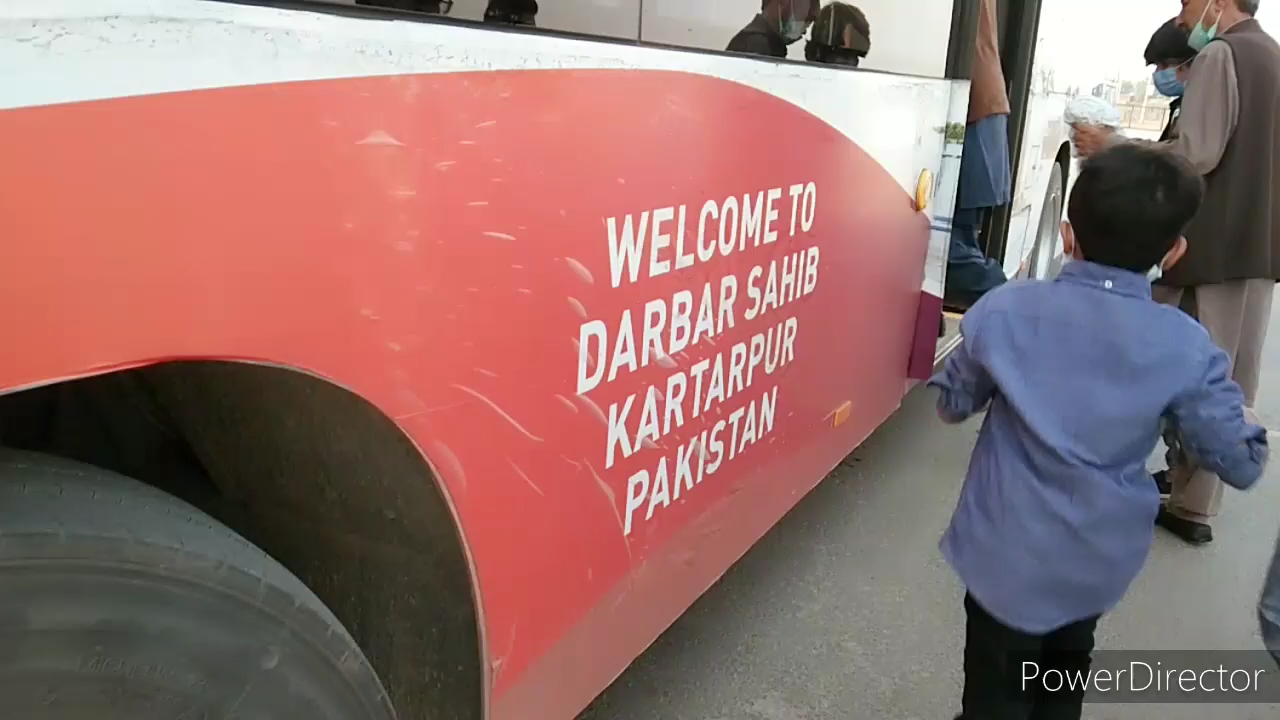 WELCOME TO
DARBAR SAHIB
KARTARPUR
PAKISTAN
PowerDirector